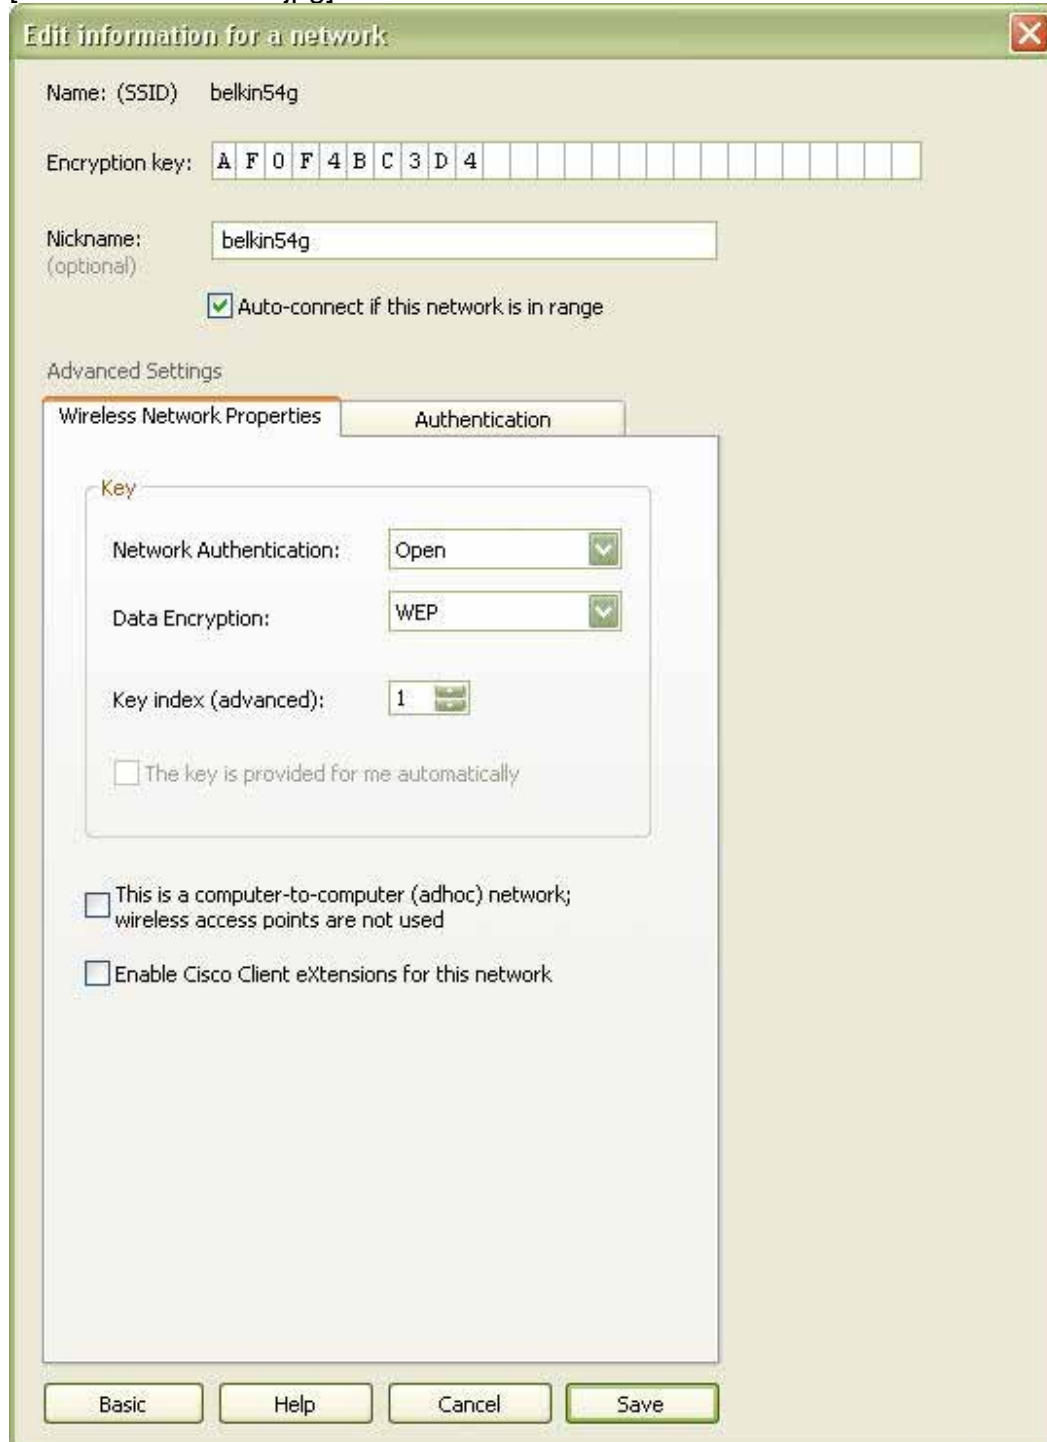 Edit information for a network
Name: (SSID) belkin54g
Encryption key: A F 0 F 4 B C 3 D 4
Nickname: belkin54g
(optional)
Auto-connect if this network is in range
Advanced Settings
Wireless Network Properties Authentication
Key
Network Authentication: Open
Data Encryption: WEP
Key index (advanced): 1
The key is provided for me automatically
This is a computer-to-computer (adhoc) network;
wireless access points are not used
Enable Cisco Client eXtensions for this network
Basic Help Cancel Save